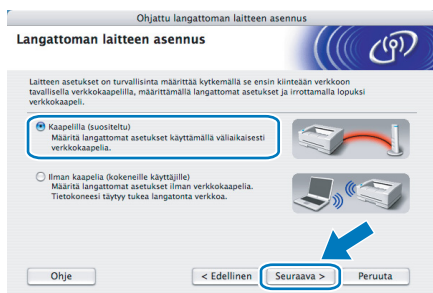 Ohjattu langattoman laitteen asennus
Langattoman laitteen asennus
Laitteen asetukset on turvallisinta määrittää kytkemällä se ensin kiinteään verkkoon
tavallisella verkkokaapelilla, määrittämällä langattomat asetukset ja irrottamalla lopuksi
verkkokaapeli.
Kaapelilla (suositeltu)
Määritä langattomat asetukset käyttämällä väliaikaisesti
verkkokaapelia.
Ilman kaapelia (kokeneille käyttäjille)
Määritä langattomat asetukset ilman verkkokaapelia.
Tietokoneesi täytyy tukea langatonta verkkoa.
Ohje
< Edellinen
Seuraava >
Peruuta